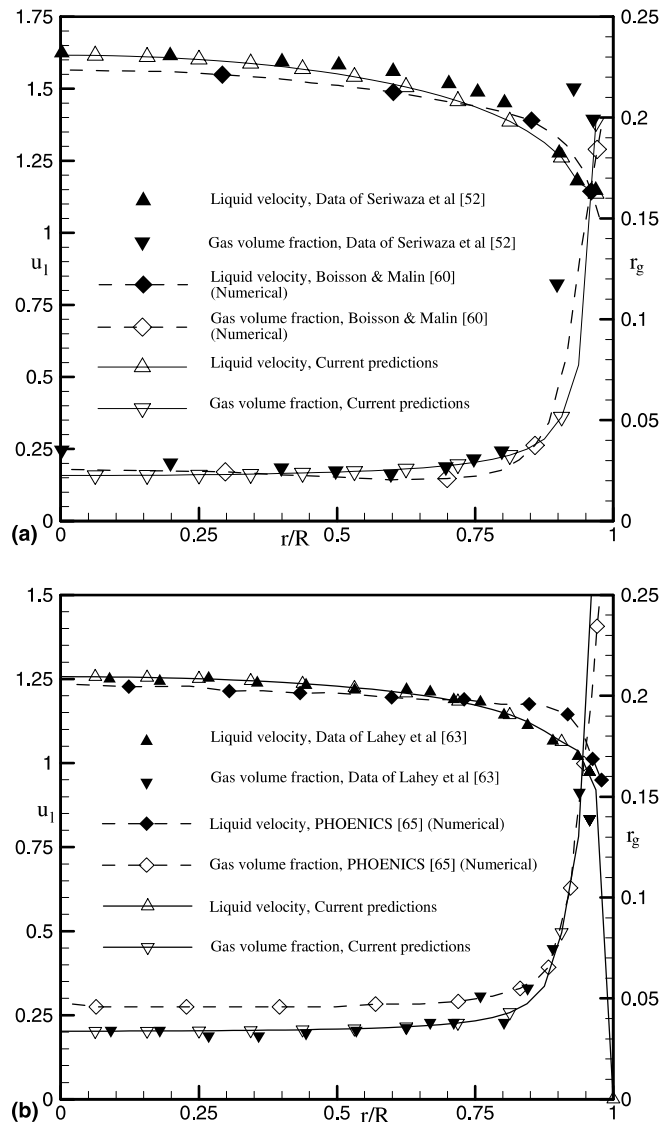 1.75
1.5
1.25
1
u_l
0.75
0.5
0.25
0
0.25
0.2
0.15
r_g
0.1
0.05
0
Liquid velocity, Data of Seriwaza et al [52]
Gas volume fraction, Data of Seriwaza et al [52]
Liquid velocity, Boisson & Malin [60]
(Numerical)
Gas volume fraction, Boisson & Malin [60]
(Numerical)
Liquid velocity, Current predictions
Gas volume fraction, Current predictions
0 0.25 0.5 0.75 1
(a) r/R
1.5
1.25
1
u_l
0.75
0.5
0.25
0
0.25
0.2
0.15
r_g
0.1
0.05
0
Liquid velocity, Data of Lahey et al [63]
Gas volume fraction, Data of Lahey et al [63]
Liquid velocity, PHOENICS [65] (Numerical)
Gas volume fraction, PHOENICS [65] (Numerical)
Liquid velocity, Current predictions
Gas volume fraction, Current predictions
0 0.25 0.5 0.75 1
(b) r/R